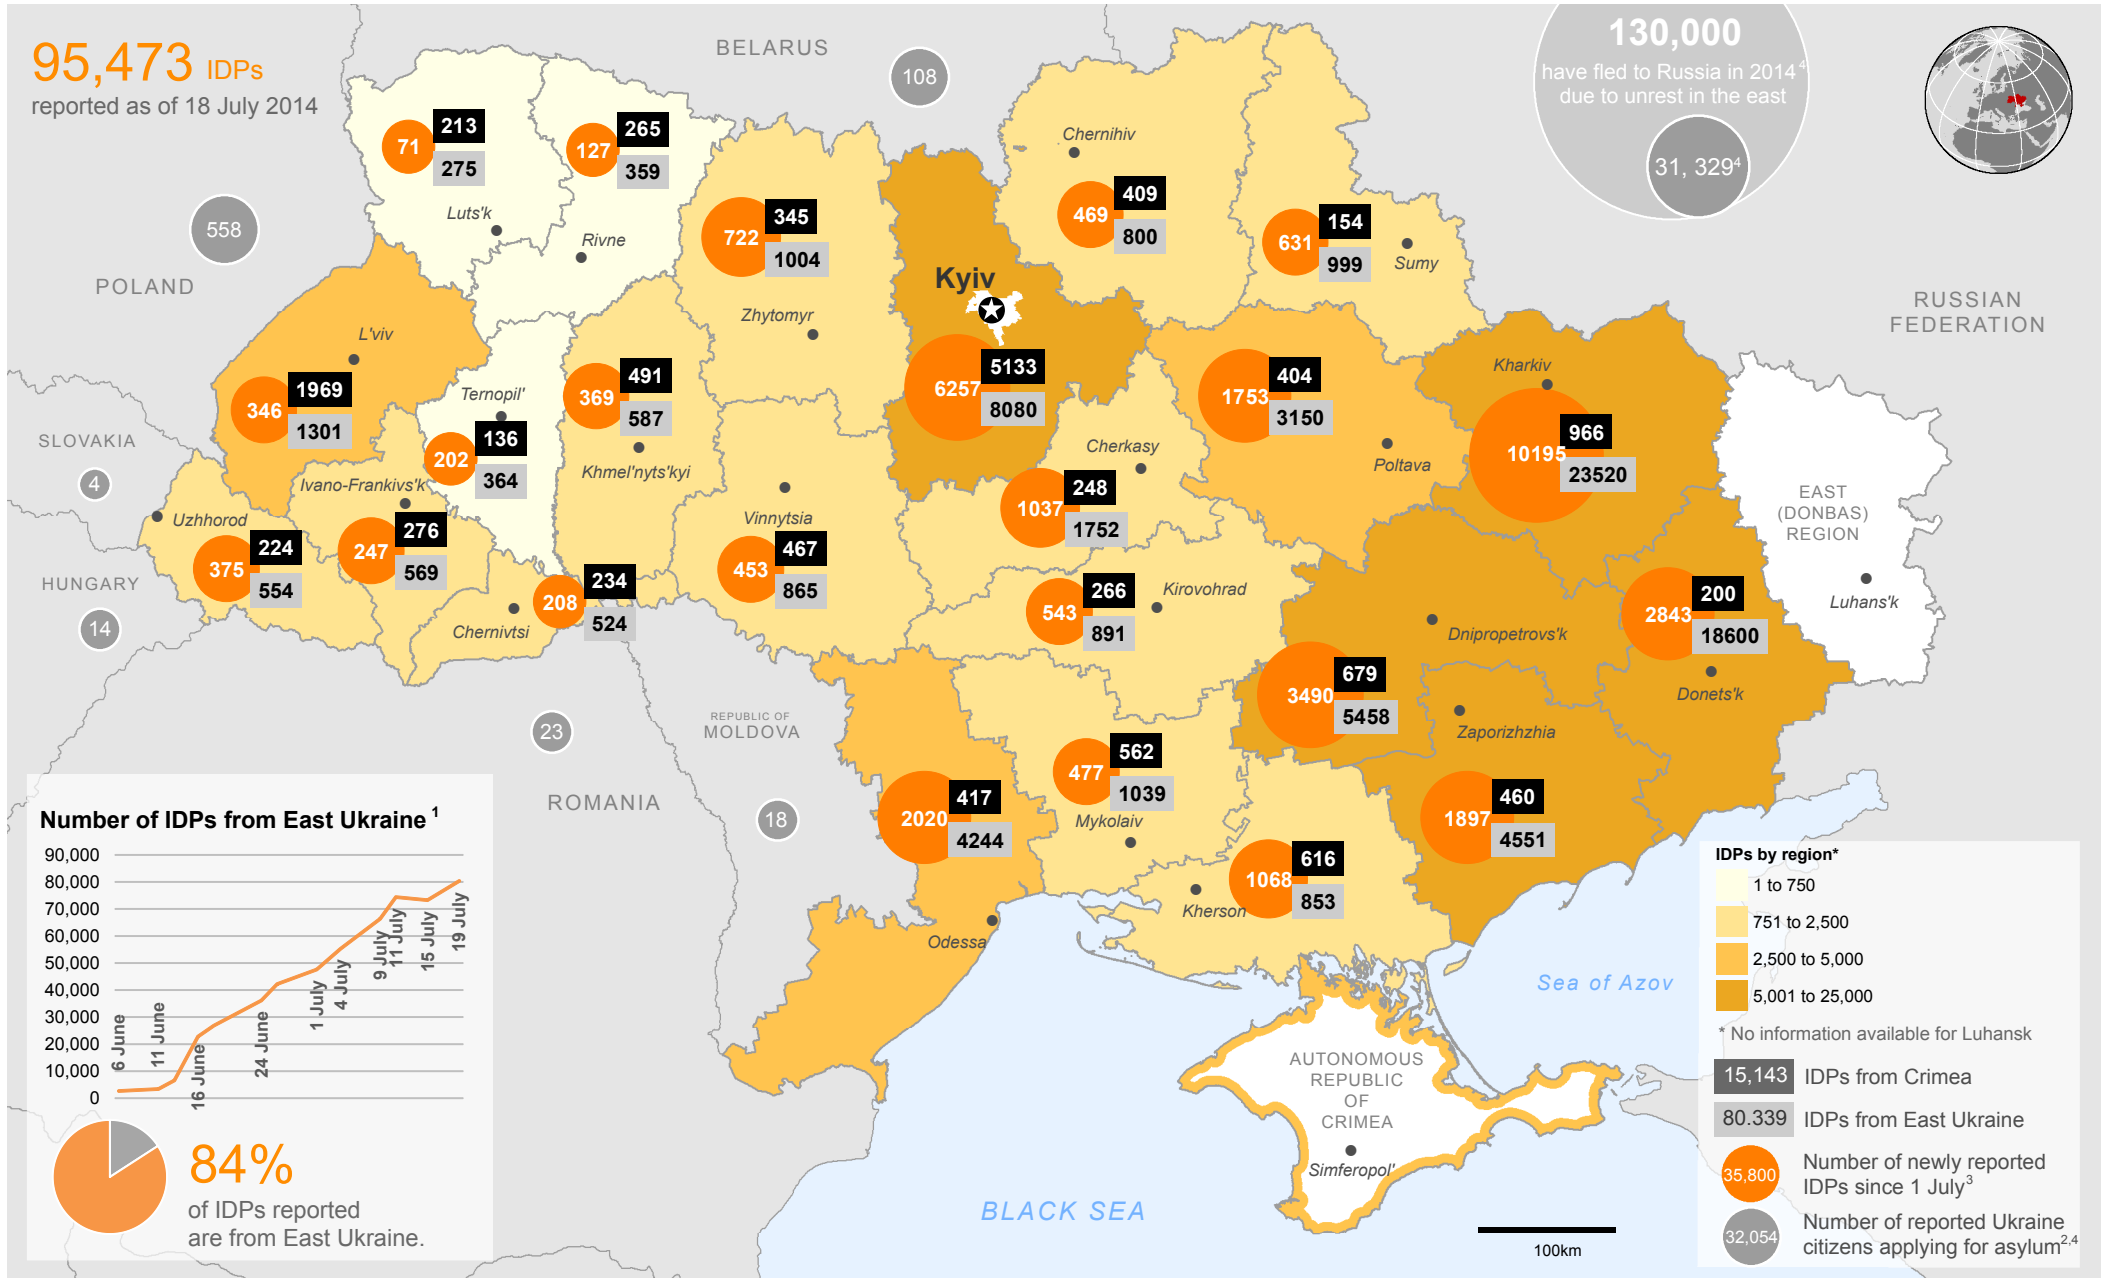 95,473 IDPs
reported as of 18 July 2014
BELARUS
108
130,000
have fled to Russia in 2014⁴
due to unrest in the east
31, 329⁴
558
POLAND
RUSSIAN
FEDERATION
SLOVAKIA
4
HUNGARY
14
23
ROMANIA
REPUBLIC OF
MOLDOVA
18
71
213
275
Luts'k
127
265
359
Rivne
722
345
1004
Zhytomyr
Kyiv
6257
5133
8080
Chernihiv
469
409
800
631
154
999
Sumy
L'viv
346
1969
1301
Ternopil'
202
136
364
369
491
587
Khmel'nyts'kyi
Uzhhorod
375
224
554
Ivano-Frankivs'k
247
276
569
Chernivtsi
208
234
524
Vinnytsia
453
467
865
Cherkasy
1037
248
1752
1753
404
3150
Poltava
Kharkiv
10195
966
23520
EAST
(DONBAS)
REGION
Luhans'k
Kirovohrad
543
266
891
Dnipropetrovs'k
3490
679
5458
2843
200
18600
Donets'k
Zaporizhzhia
1897
460
4551
477
562
1039
Mykolaiv
2020
417
4244
Odessa
1068
616
853
Kherson
Sea of Azov
AUTONOMOUS
REPUBLIC
OF
CRIMEA
Simferopol'
BLACK SEA
100km
Number of IDPs from East Ukraine ¹
90,000
80,000
70,000
60,000
50,000
40,000
30,000
20,000
10,000
0
6 June
11 June
16 June
24 June
1 July
4 July
9 July
11 July
15 July
19 July
84%
of IDPs reported
are from East Ukraine.
IDPs by region*
1 to 750
751 to 2,500
2,500 to 5,000
5,001 to 25,000
* No information available for Luhansk
15,143 IDPs from Crimea
80.339 IDPs from East Ukraine
35,800 Number of newly reported
IDPs since 1 July³
32,054 Number of reported Ukraine
citizens applying for asylum²,⁴